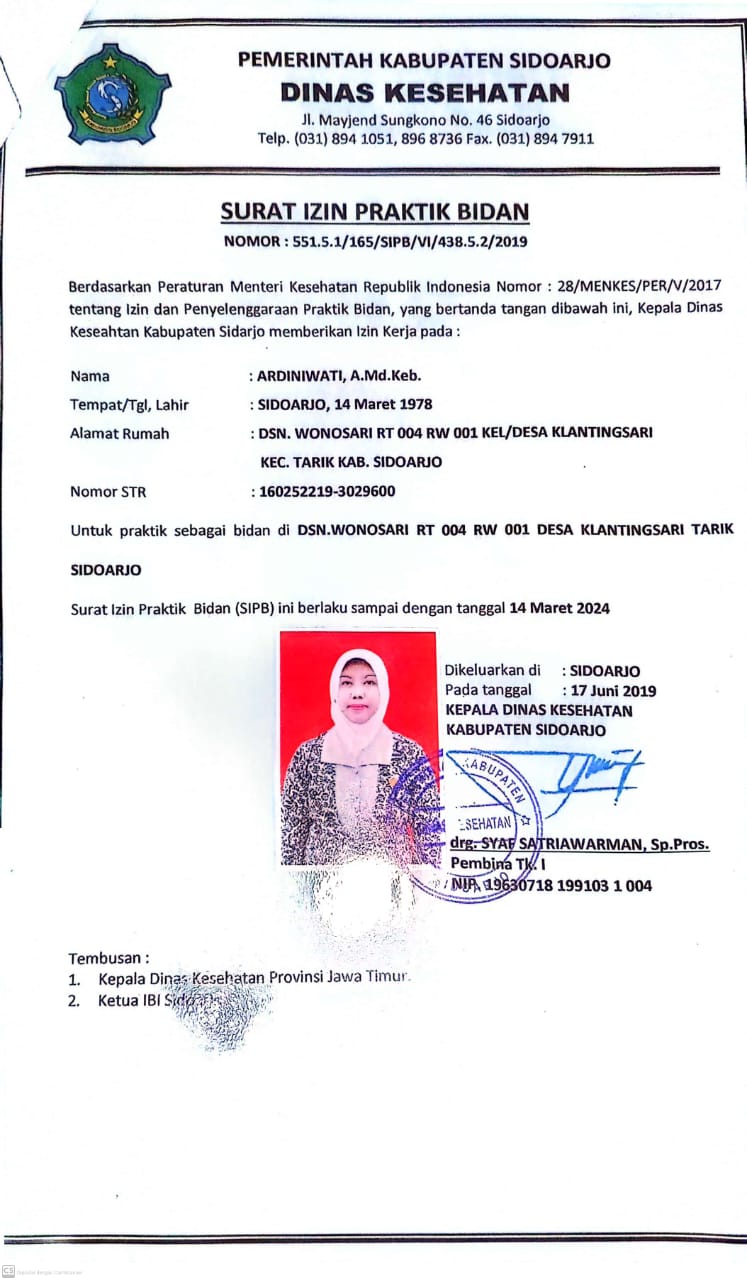 PEMERINTAH KABUPATEN SIDOARJO
DINAS KESEHATAN
Jl. Mayjend Sungkono No. 46 Sidoarjo
Telp. (031) 894 1051, 896 8736 Fax. (031) 894 7911
SURAT IZIN PRAKTIK BIDAN
NOMOR : 551.5.1/165/SIPB/VI/438.5.2/2019
Berdasarkan Peraturan Menteri Kesehatan Republik Indonesia Nomor : 28/MENKES/PER/V/2017
tentang Izin dan Penyelenggaraan Praktik Bidan, yang bertanda tangan dibawah ini, Kepala Dinas
Keseahtan Kabupaten Sidarjo memberikan Izin Kerja pada :
Nama : ARDINIWATI, A.Md.Keb.
Tempat/Tgl, Lahir : SIDOARJO, 14 Maret 1978
Alamat Rumah : DSN. WONOSARI RT 004 RW 001 KEL/DESA KLANTINGSARI
KEC. TARIK KAB. SIDOARJO
Nomor STR : 160252219-3029600
Untuk praktik sebagai bidan di DSN.WONOSARI RT 004 RW 001 DESA KLANTINGSARI TARIK
SIDOARJO
Surat Izin Praktik Bidan (SIPB) ini berlaku sampai dengan tanggal 14 Maret 2024
Dikeluarkan di : SIDOARJO
Pada tanggal : 17 Juni 2019
KEPALA DINAS KESEHATAN
KABUPATEN SIDOARJO
KABUPATEN
ESEHATAN
drg. SYAF SATRIAWARMAN, Sp.Pros.
Pembina Tk. I
NIP. 19630718 199103 1 004
Tembusan :
1. Kepala Dinas Kesehatan Provinsi Jawa Timur.
2. Ketua IBI
CS